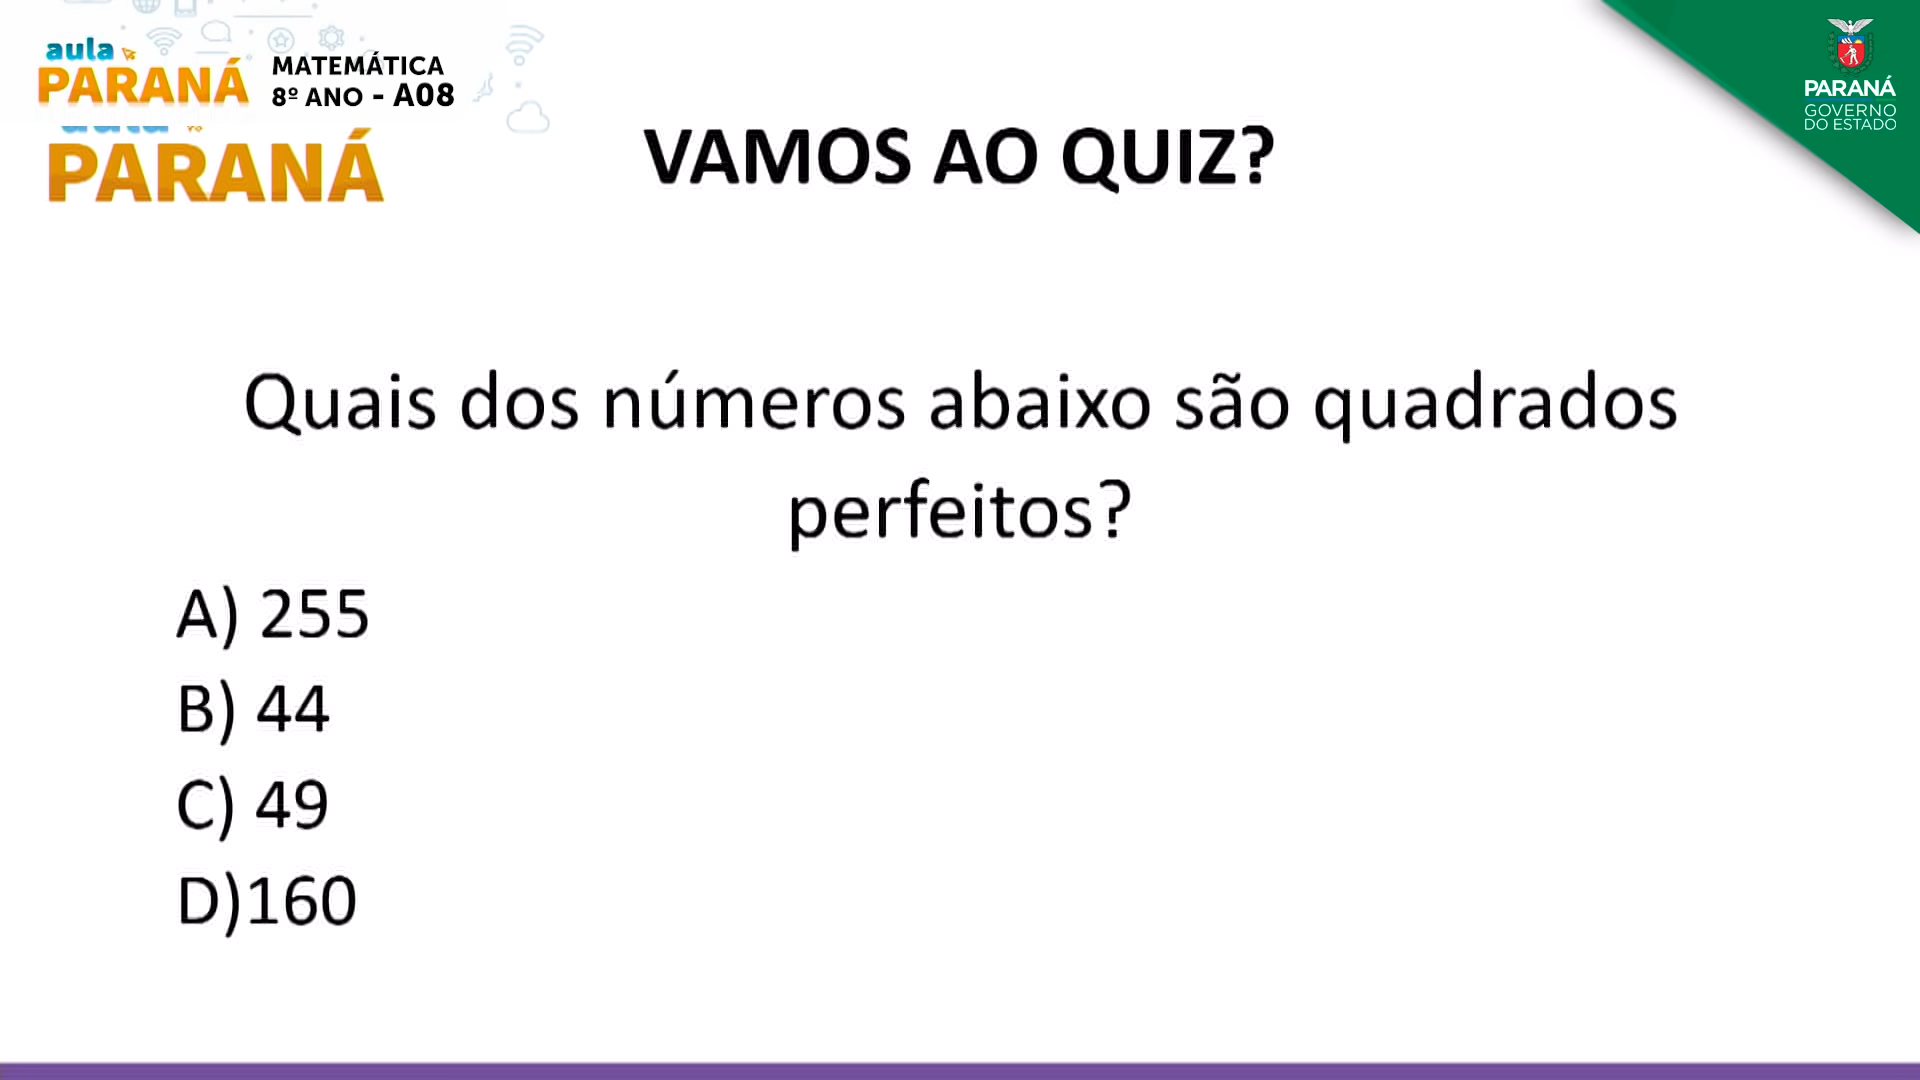 aula
PARANÁ
MATEMÁTICA
8º ANO - A08
PARANÁ
GOVERNO
DO ESTADO
PARANÁ
VAMOS AO QUIZ?
Quais dos números abaixo são quadrados
perfeitos?
A) 255
B) 44
C) 49
D)160